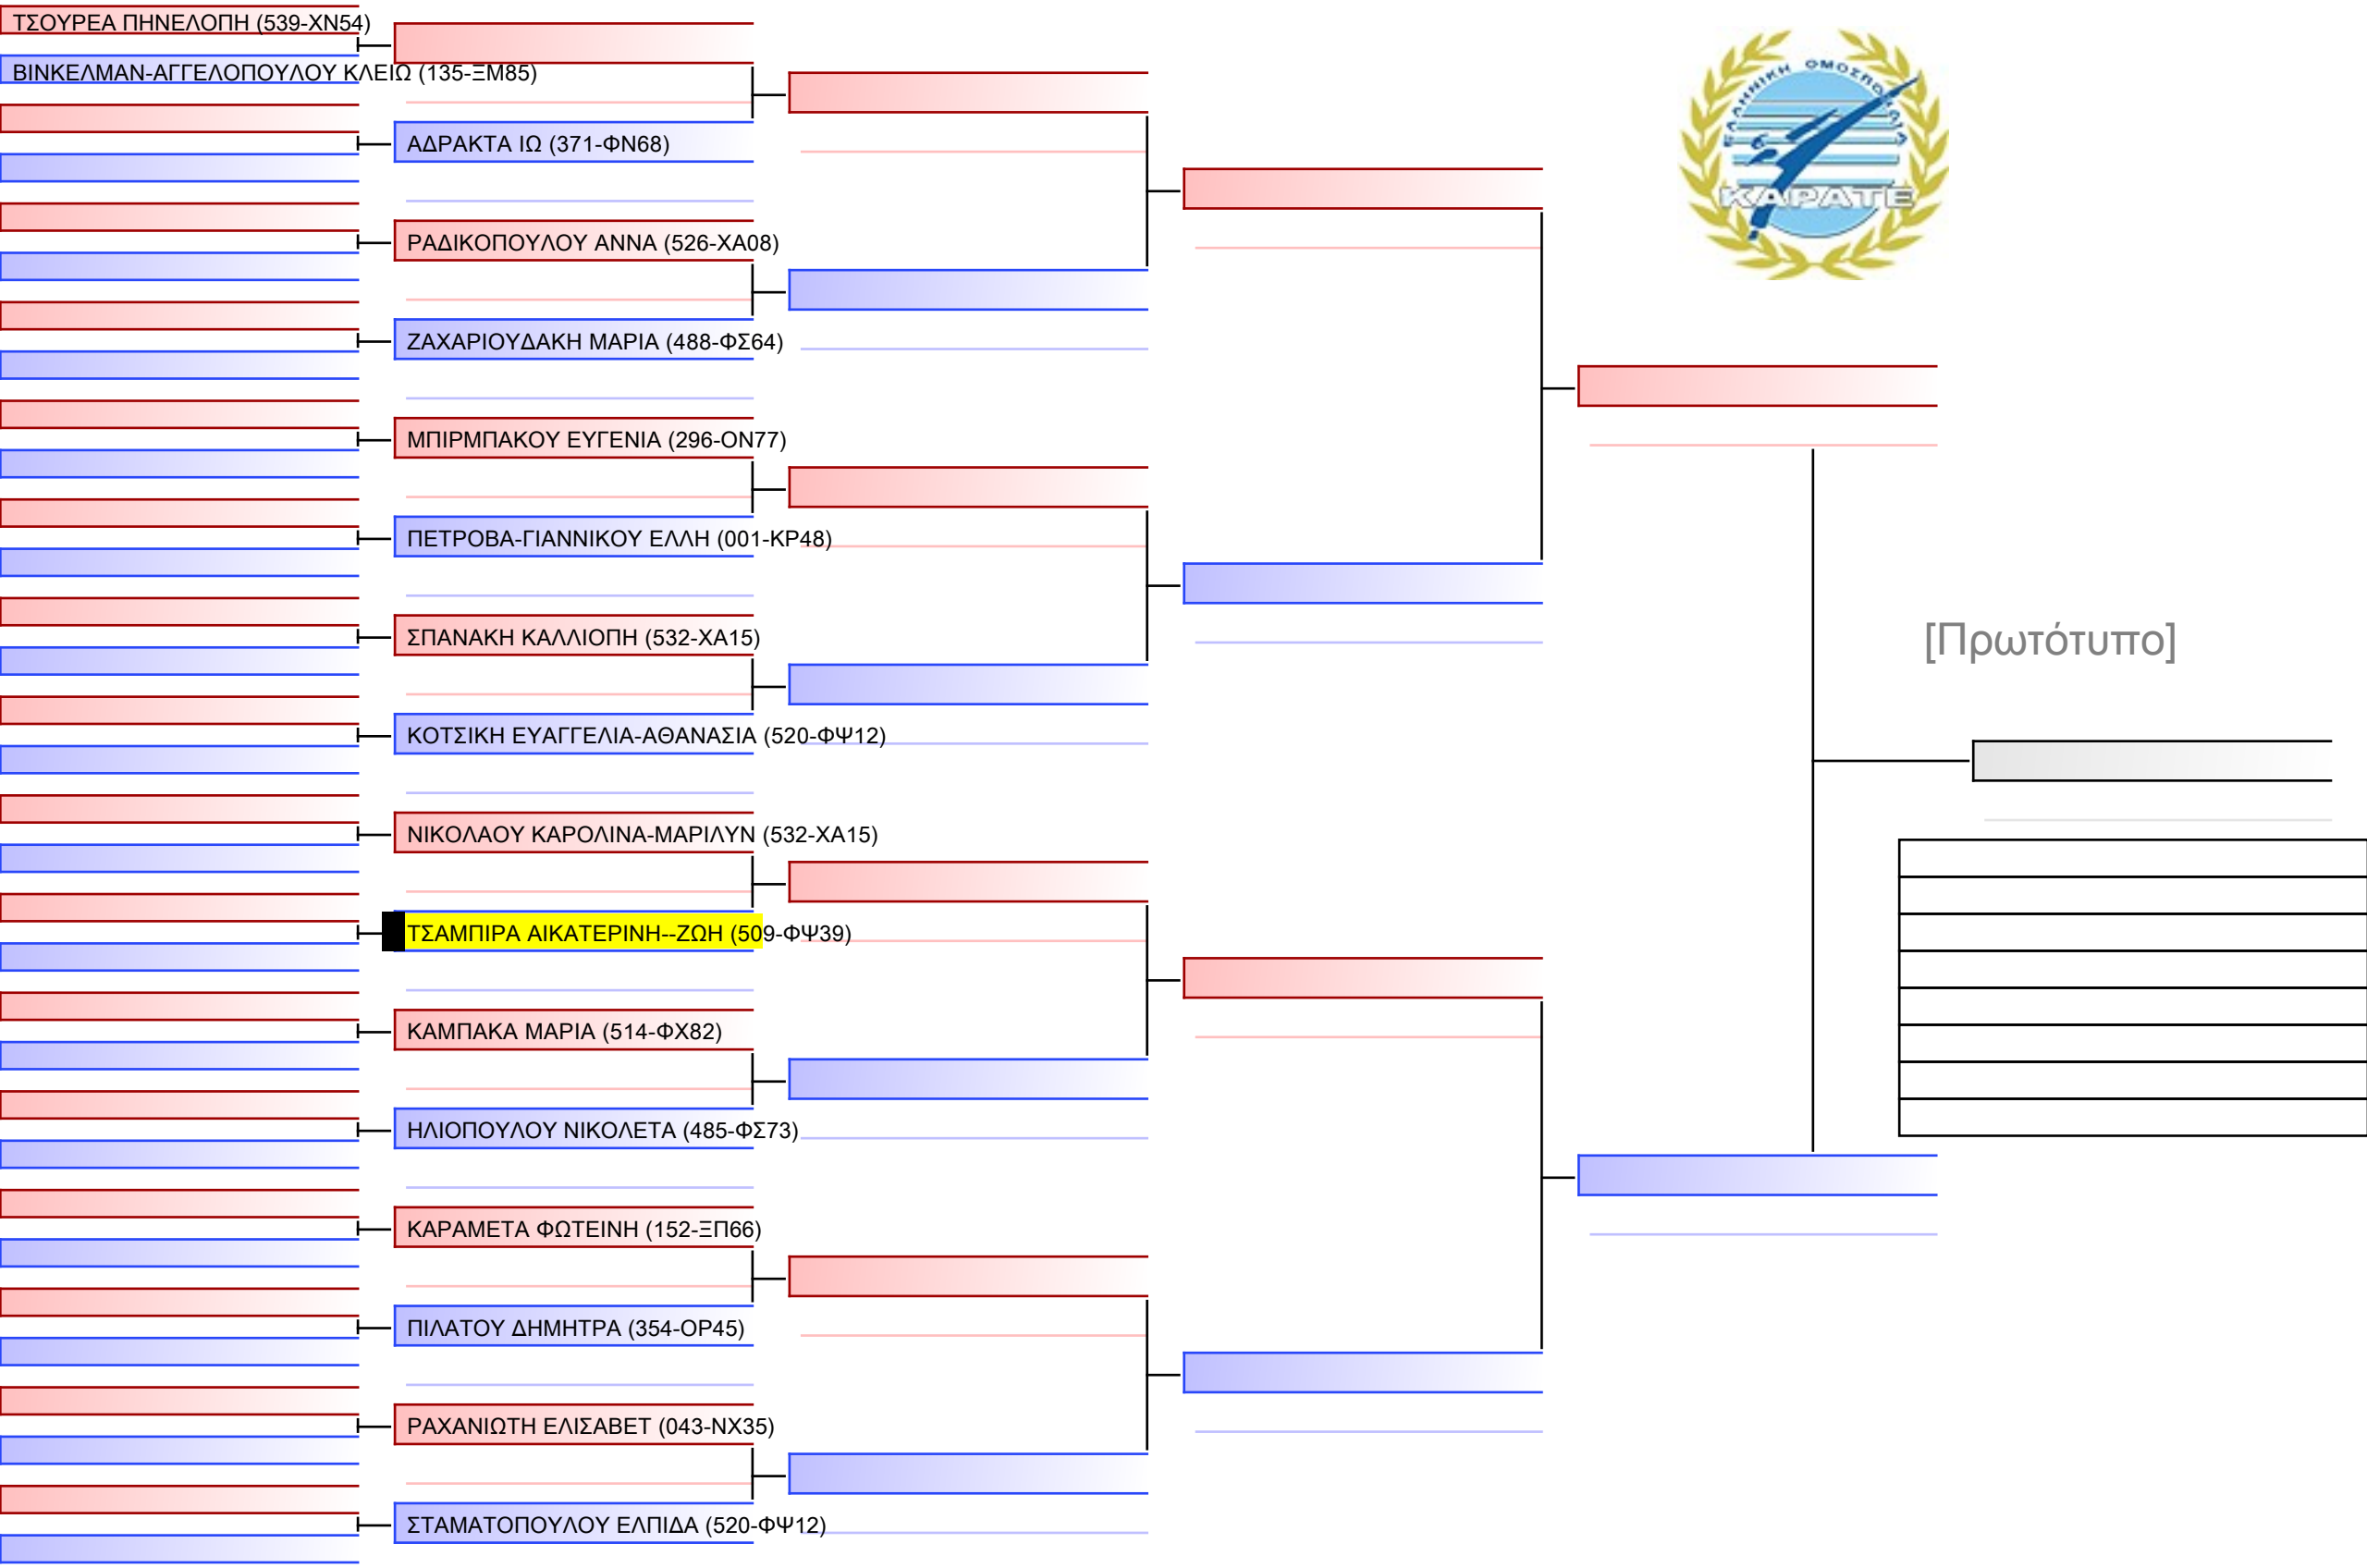 ΤΣΟΥΡΕΑ ΠΗΝΕΛΟΠΗ (539-ΧΝ54)
ΒΙΝΚΕΛΜΑΝ-ΑΓΓΕΛΟΠΟΥΛΟΥ ΚΛΕΙΩ (135-ΞΜ85)
ΑΔΡΑΚΤΑ ΙΩ (371-ΦΝ68)
ΡΑΔΙΚΟΠΟΥΛΟΥ ΑΝΝΑ (526-ΧΑ08)
ΖΑΧΑΡΙΟΥΔΑΚΗ ΜΑΡΙΑ (488-ΦΣ64)
ΜΠΙΡΜΠΑΚΟΥ ΕΥΓΕΝΙΑ (296-ΟΝ77)
ΠΕΤΡΟΒΑ-ΓΙΑΝΝΙΚΟΥ ΕΛΛΗ (001-ΚΡ48)
ΣΠΑΝΑΚΗ ΚΑΛΛΙΟΠΗ (532-ΧΑ15)
ΚΟΤΣΙΚΗ ΕΥΑΓΓΕΛΙΑ-ΑΘΑΝΑΣΙΑ (520-ΦΨ12)
ΝΙΚΟΛΑΟΥ ΚΑΡΟΛΙΝΑ-ΜΑΡΙΛΥΝ (532-ΧΑ15)
ΤΣΑΜΠΙΡΑ ΑΙΚΑΤΕΡΙΝΗ--ΖΩΗ (509-ΦΨ39)
ΚΑΜΠΑΚΑ ΜΑΡΙΑ (514-ΦΧ82)
ΗΛΙΟΠΟΥΛΟΥ ΝΙΚΟΛΕΤΑ (485-ΦΣ73)
ΚΑΡΑΜΕΤΑ ΦΩΤΕΙΝΗ (152-ΞΠ66)
ΠΙΛΑΤΟΥ ΔΗΜΗΤΡΑ (354-ΟΡ45)
ΡΑΧΑΝΙΩΤΗ ΕΛΙΣΑΒΕΤ (043-ΝΧ35)
ΣΤΑΜΑΤΟΠΟΥΛΟΥ ΕΛΠΙΔΑ (520-ΦΨ12)
ΕΛΛΗΝΙΚΗ ΟΜΟΣΠΟΝΔΙΑ
ΚΑΡΑΤΕ
[Πρωτότυπο]